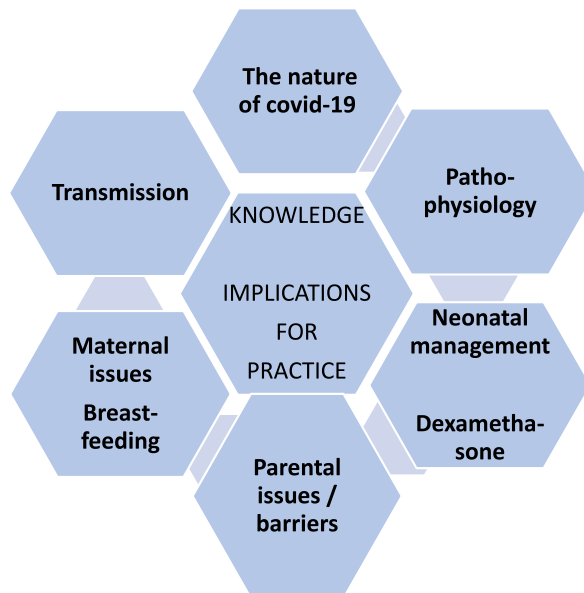 The nature
of covid-19
Transmission
Patho-
physiology
KNOWLEDGE
IMPLICATIONS
FOR
PRACTICE
Maternal
issues
Breast-
feeding
Neonatal
management
Dexametha-
sone
Parental
issues /
barriers